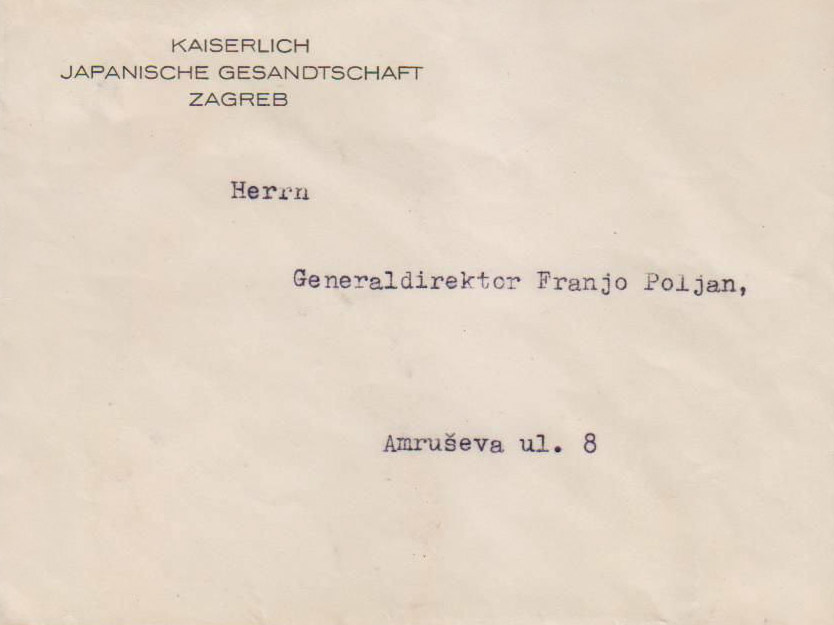 KAISERLICH
JAPANISCHE GESANDTSCHAFT
ZAGREB
Herrn
Generaldirektor Franjo Poljan,
Amruševa ul. 8